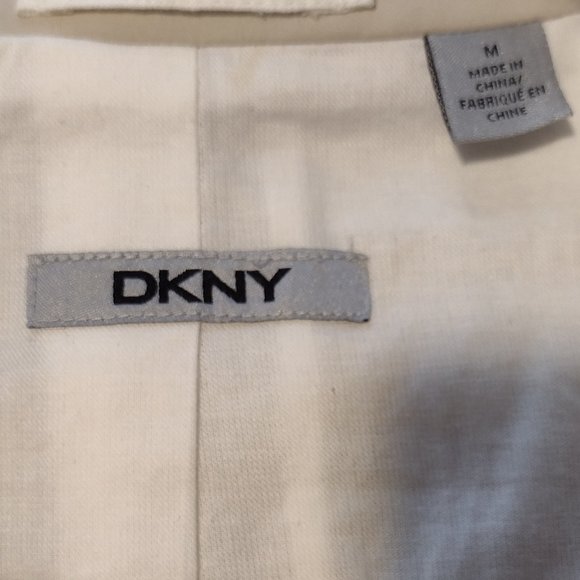 M
MADE IN
CHINA/
FABRIQUÉ EN
CHINE
DKNY